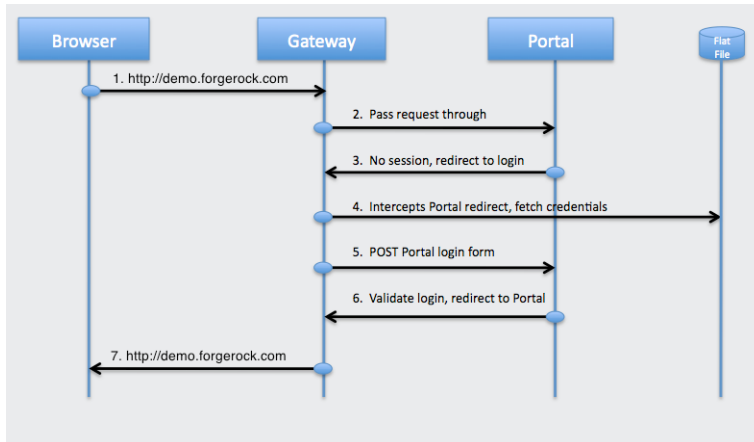 Browser
Gateway
Portal
Flat
File
1. http://demo.forgerock.com
2. Pass request through
3. No session, redirect to login
4. Intercepts Portal redirect, fetch credentials
5. POST Portal login form
6. Validate login, redirect to Portal
7. http://demo.forgerock.com